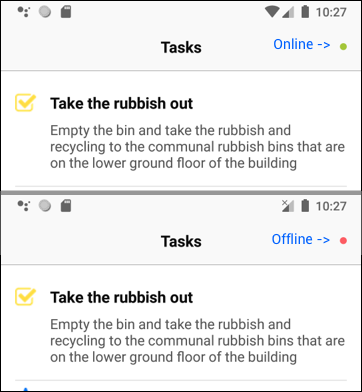 10:27
Tasks
Online ->
Take the rubbish out
Empty the bin and take the rubbish and
recycling to the communal rubbish bins that are
on the lower ground floor of the building
10:27
Tasks
Offline ->
Take the rubbish out
Empty the bin and take the rubbish and
recycling to the communal rubbish bins that are
on the lower ground floor of the building